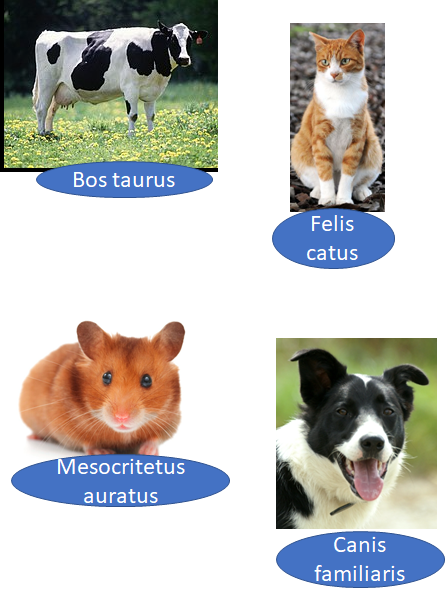 Bos taurus
Felis
catus
Mesocritetus
auratus
Canis
familiaris